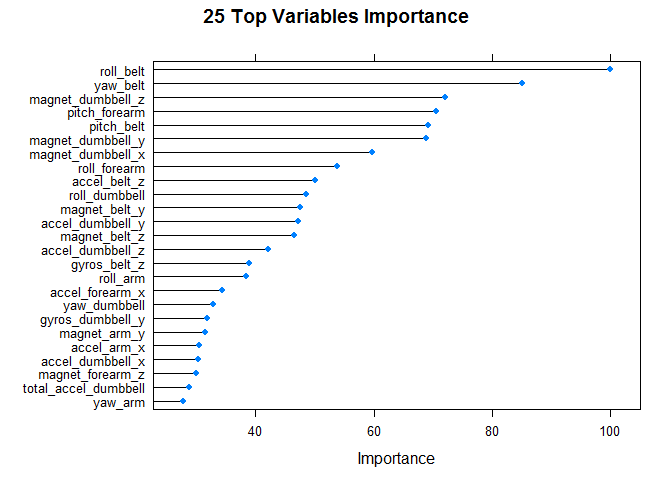 25 Top Variables Importance
roll_belt
yaw_belt
magnet_dumbbell_z
pitch_forearm
pitch_belt
magnet_dumbbell_y
magnet_dumbbell_x
roll_forearm
accel_belt_z
roll_dumbbell
magnet_belt_y
accel_dumbbell_y
magnet_belt_z
accel_dumbbell_z
gyros_belt_z
roll_arm
accel_forearm_x
yaw_dumbbell
gyros_dumbbell_y
magnet_arm_y
accel_arm_x
accel_dumbbell_x
magnet_forearm_z
total_accel_dumbbell
yaw_arm
40 60 80 100
Importance